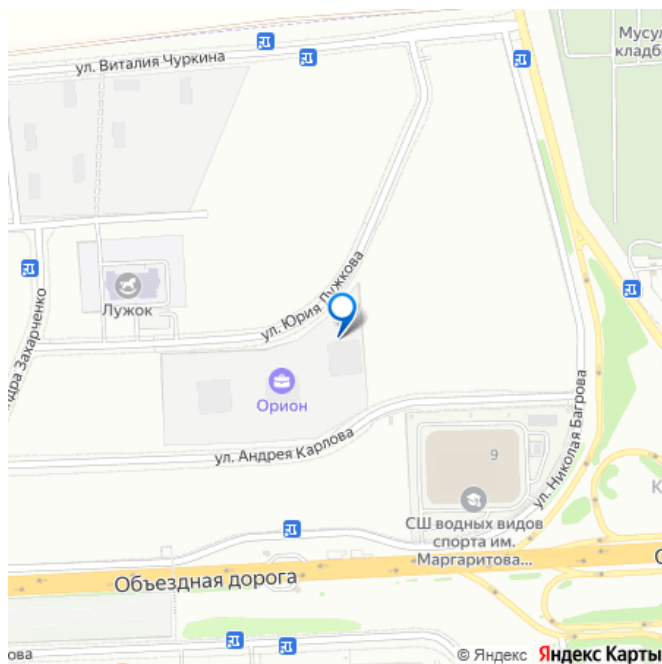 ул. Виталия Чуркина
Мусул
кладб
Лужок
ул. Юрия Лужкова
ндра Захарченко
Орион
ул. Андрея Карлова
ул. Николая Багрова
9
К
СШ водных видов
спорта им.
Маргаритова...
Объездная дорога
О
ова
© Яндекс Яндекс Карты